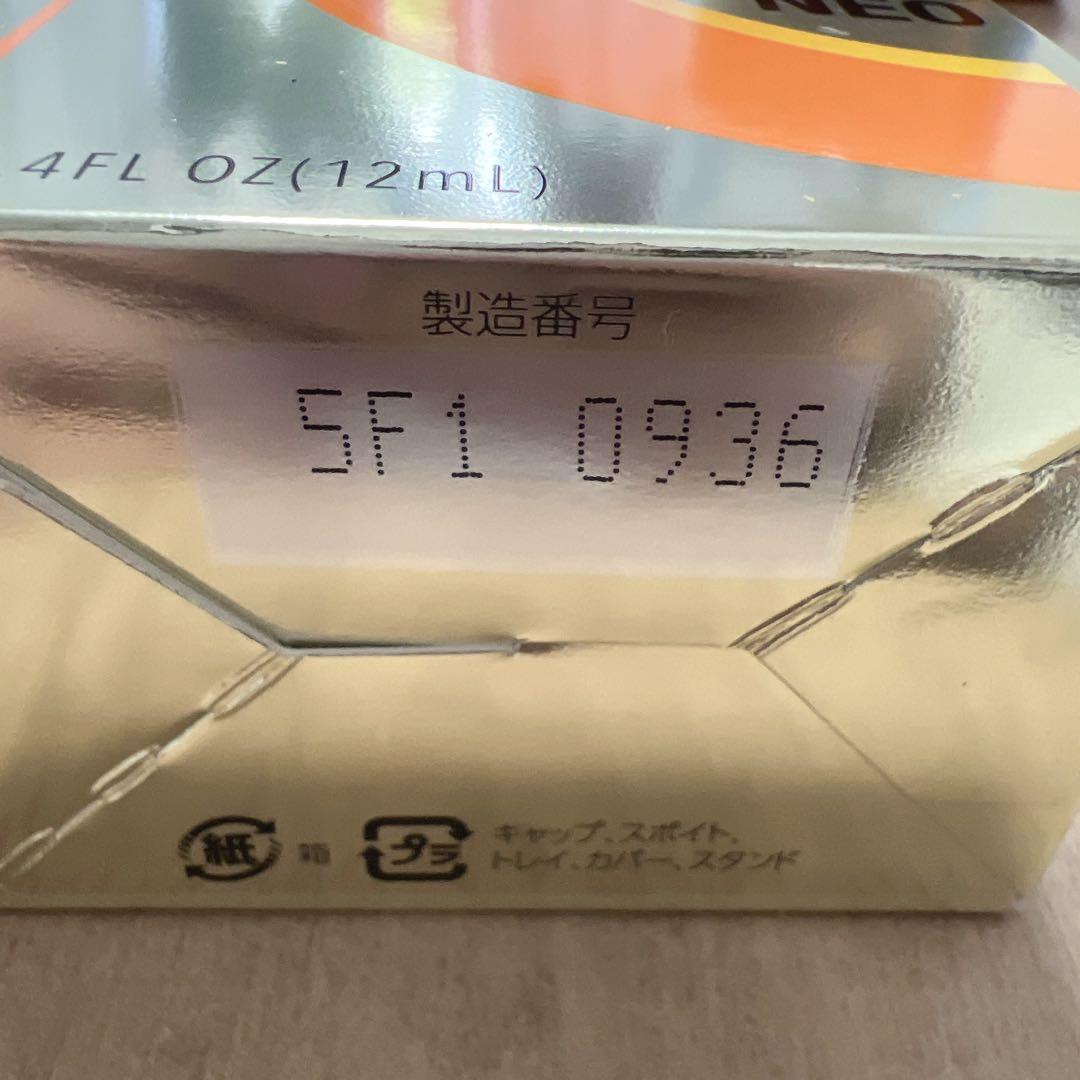 NEO
4FL OZ(12mL)
製造番号
5F1 0936
紙 箱 プラ キャップ、スポイト、
トレイ、カバー、スタンド